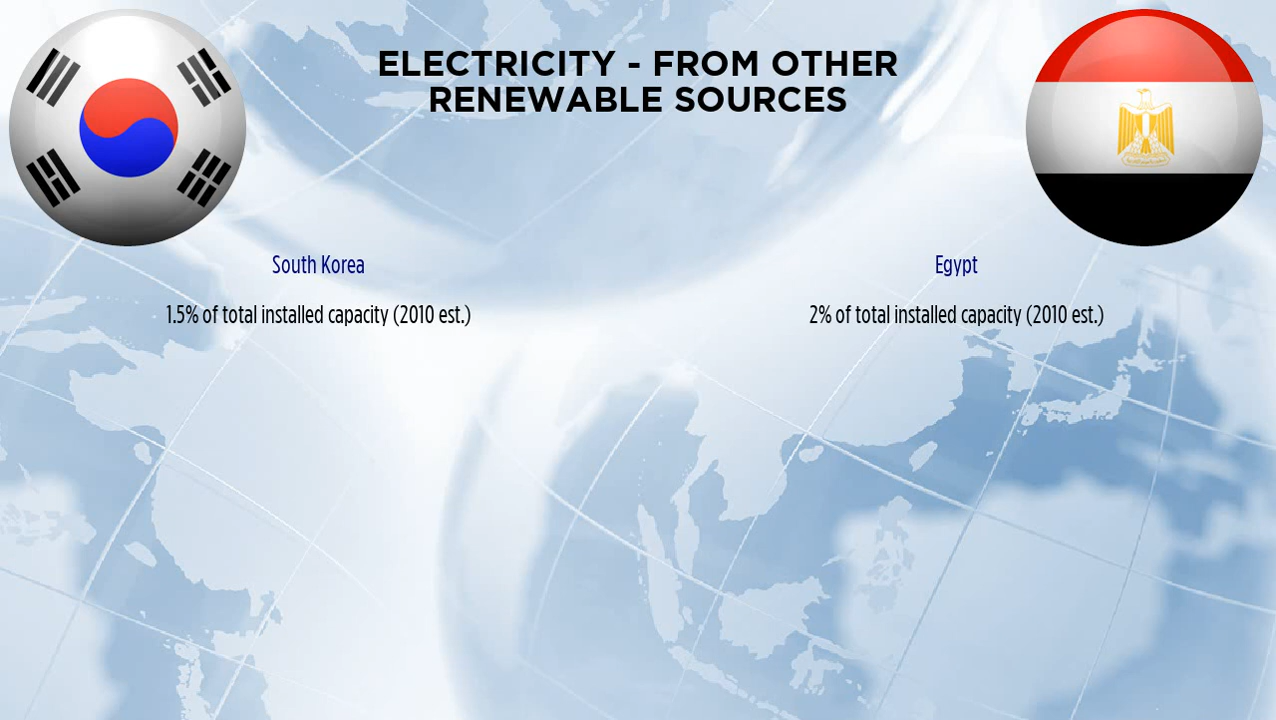 ELECTRICITY - FROM OTHER
RENEWABLE SOURCES
South Korea
1.5% of total installed capacity (2010 est.)
Egypt
2% of total installed capacity (2010 est.)